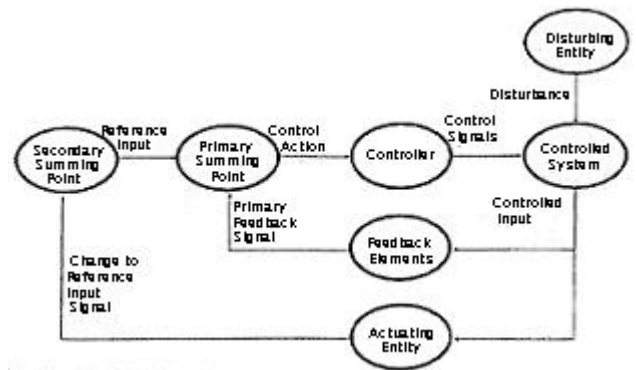 Disturbing
Entity
Disturbance
Reference
Input
Control
Action
Control
Signals
Secondary
Summing
Point
Primary
Summing
Point
Controller
Controlled
System
Controlled
Input
Primary
Feedback
Signal
Feedback
Elements
Change to
Reference
Input
Signal
Actuating
Entity